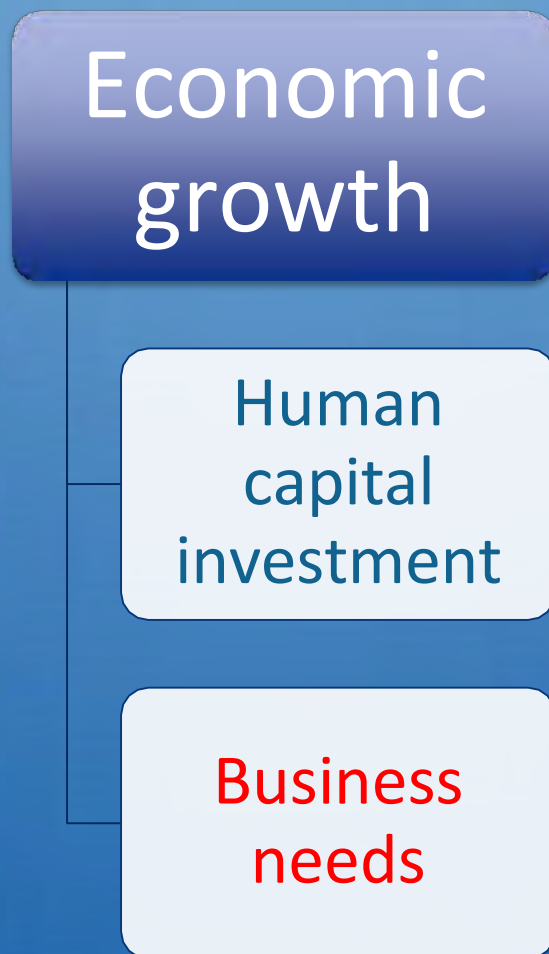 Economic
growth
Human
capital
investment
Business
needs